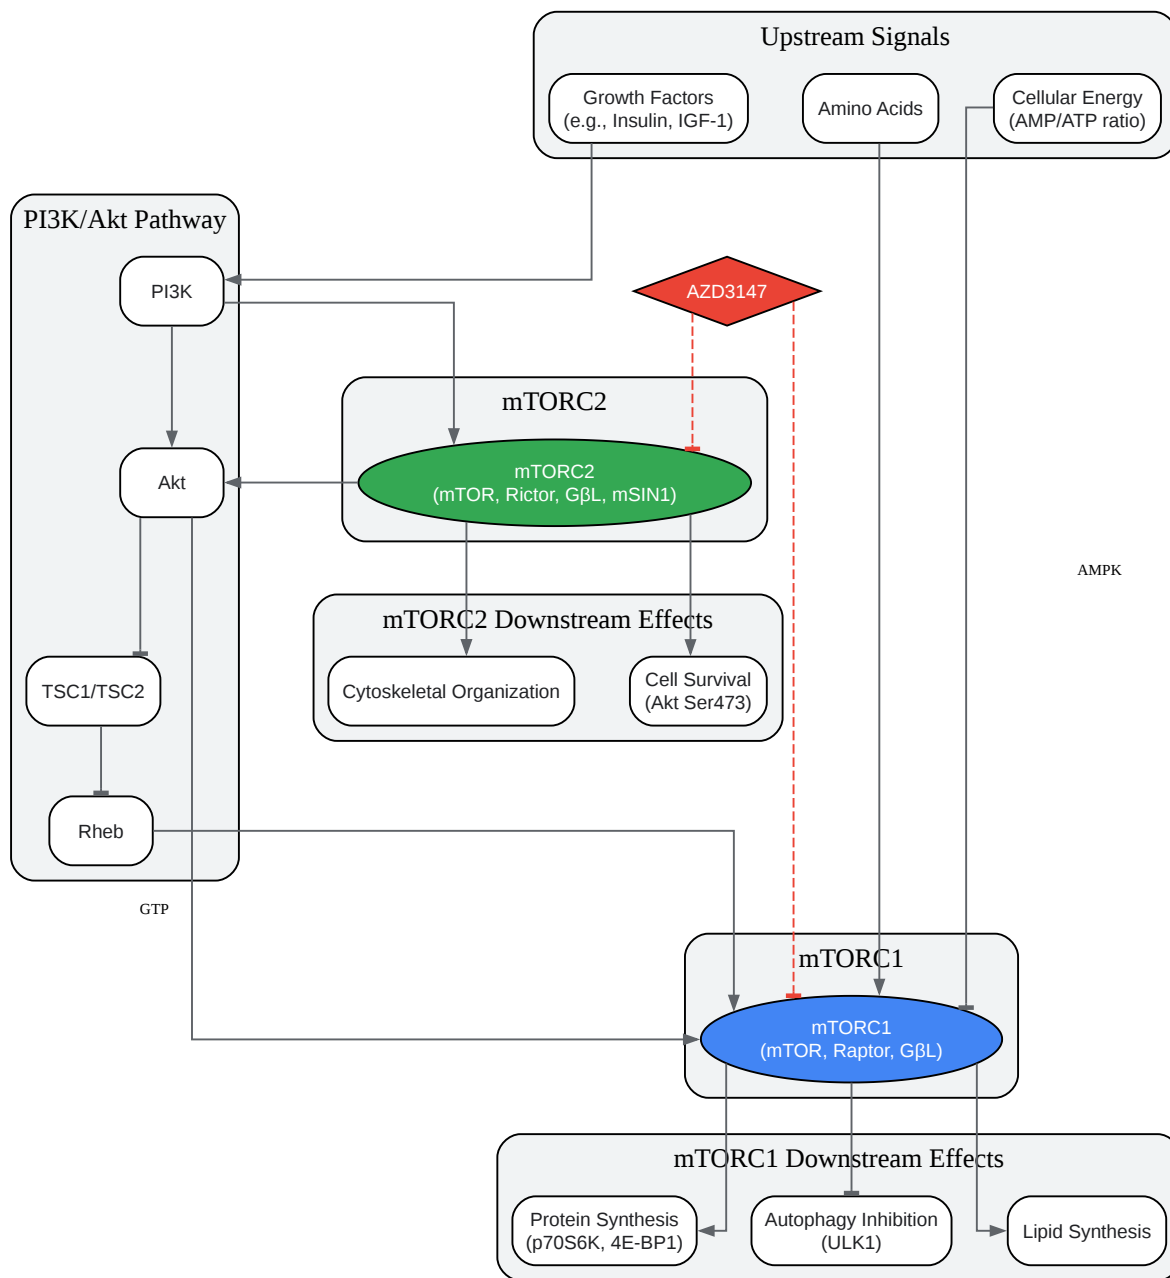 Upstream Signals
Growth Factors
(e.g., Insulin, IGF-1)
Amino Acids
Cellular Energy
(AMP/ATP ratio)
PI3K/Akt Pathway
PI3K
AZD3147
mTORC2
mTORC2
(mTOR, Rictor, GβL, mSIN1)
Akt
AMPK
mTORC2 Downstream Effects
Cytoskeletal Organization
Cell Survival
(Akt Ser473)
TSC1/TSC2
Rheb
GTP
mTORC1
mTORC1
(mTOR, Raptor, GβL)
mTORC1 Downstream Effects
Protein Synthesis
(p70S6K, 4E-BP1)
Autophagy Inhibition
(ULK1)
Lipid Synthesis